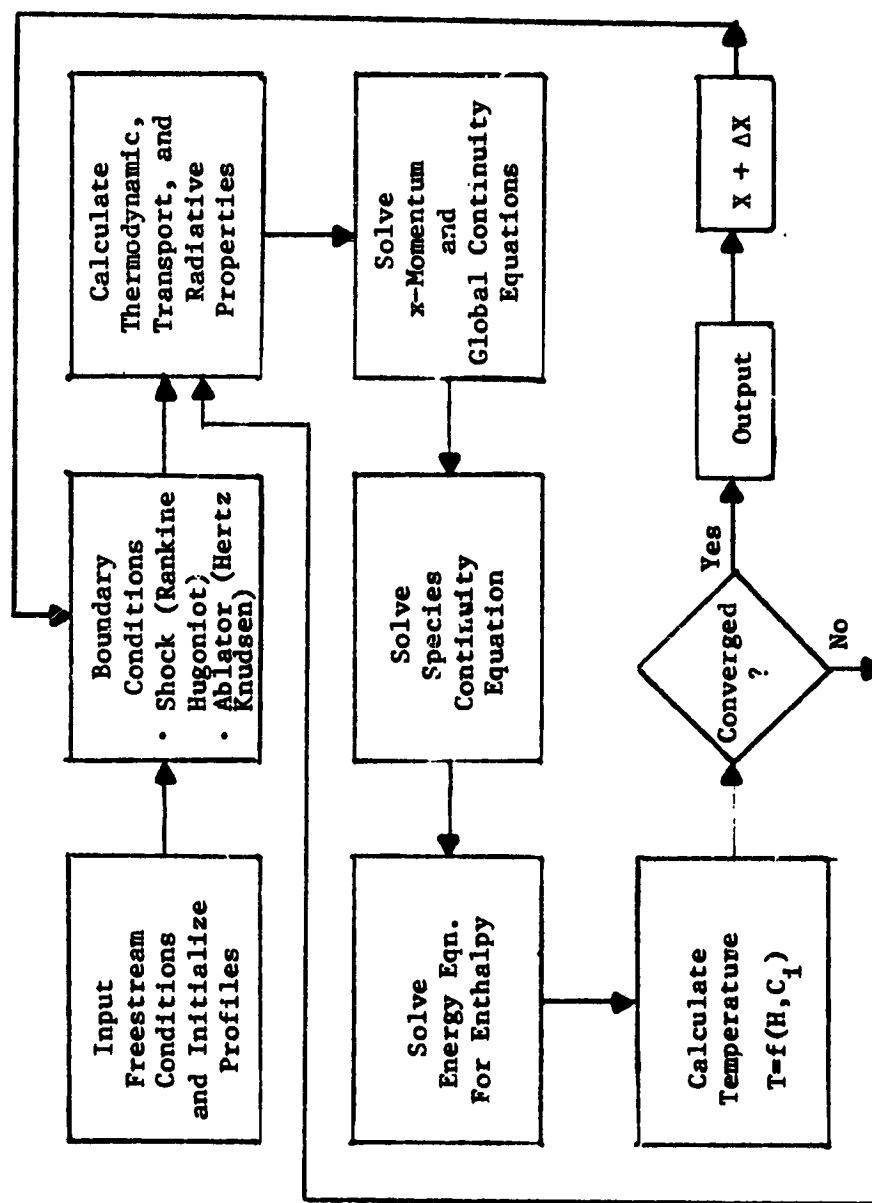 Input
Freestream
Conditions
and Initialize
Profiles
Boundary
Conditions
• Shock (Rankine
Hugoniot)
• Ablator (Hertz
Knudsen)
Calculate
Thermodynamic,
Transport, and
Radiative
Properties
Solve
x-Momentum
and
Global Continuity
Equations
Solve
Species
Continuity
Equation
Solve
Energy Eqn.
For Enthalpy
Calculate
Temperature
T=f(H,C_i)
Converged
?
Yes
No
Output
X + ΔX